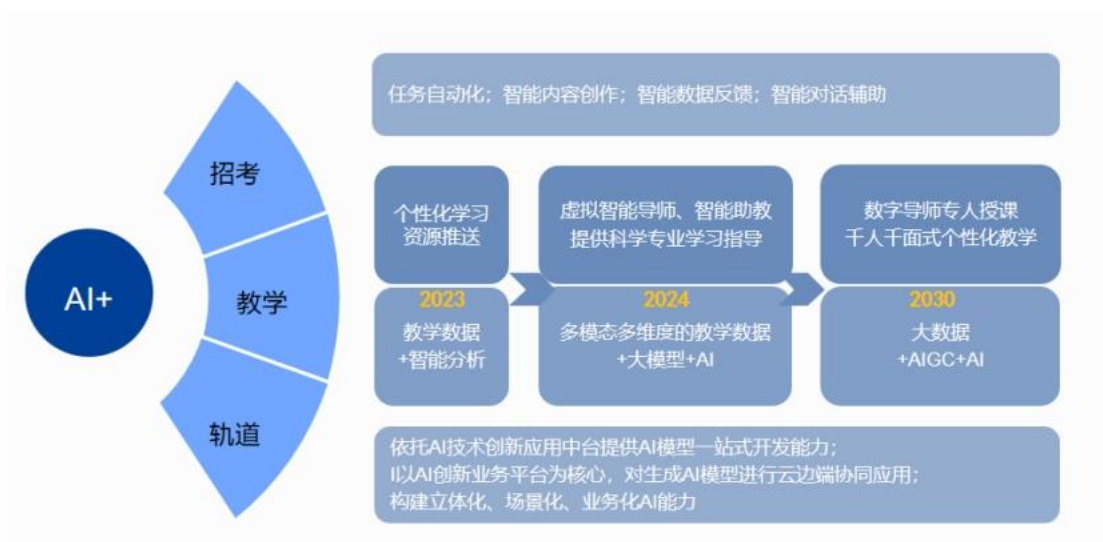 AI+
招考
教学
轨道
任务自动化；智能内容创作；智能数据反馈；智能对话辅助
个性化学习
资源推送
2023
教学数据
+智能分析
虚拟智能导师、智能助教
提供科学专业学习指导
2024
多模态多维度的教学数据
+大模型+AI
数字导师专人授课
千人千面式个性化教学
2030
大数据
+AIGC+AI
依托AI技术创新应用中台提供AI模型一站式开发能力；
I以AI创新业务平台为核心，对生成AI模型进行云边端协同应用；
构建立体化、场景化、业务化AI能力